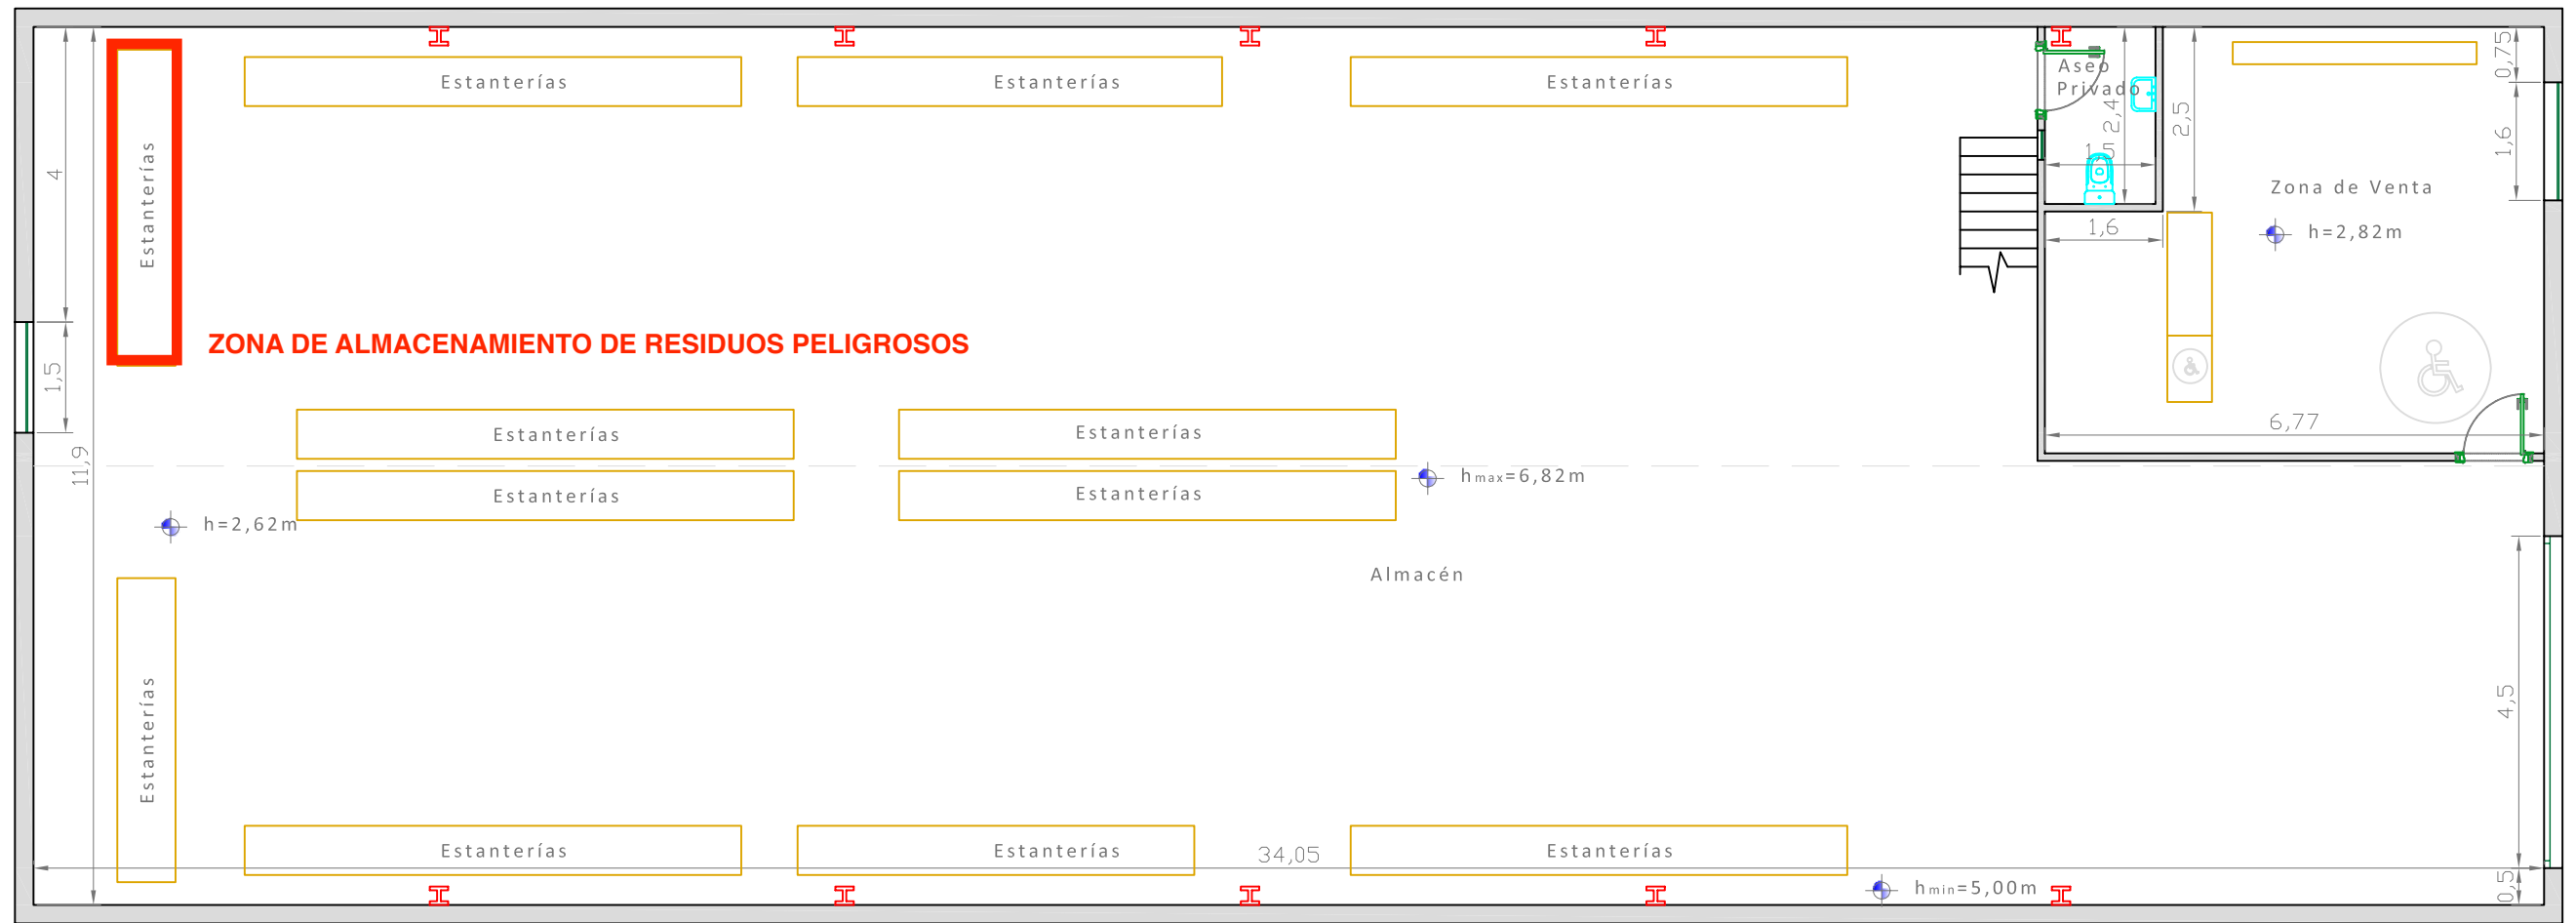 Estanterías
Estanterías
Estanterías
Estanterías
Aseo
Privado
0,75
1,6
2,4
2,5
1,5
1,6
Zona de Venta
h=2,82m
4
1,5
11,9
ZONA DE ALMACENAMIENTO DE RESIDUOS PELIGROSOS
Estanterías
Estanterías
6,77
Estanterías
Estanterías
hmax=6,82m
h=2,62m
Almacén
Estanterías
4,5
Estanterías
Estanterías
Estanterías
34,05
hmin=5,00m
0,5